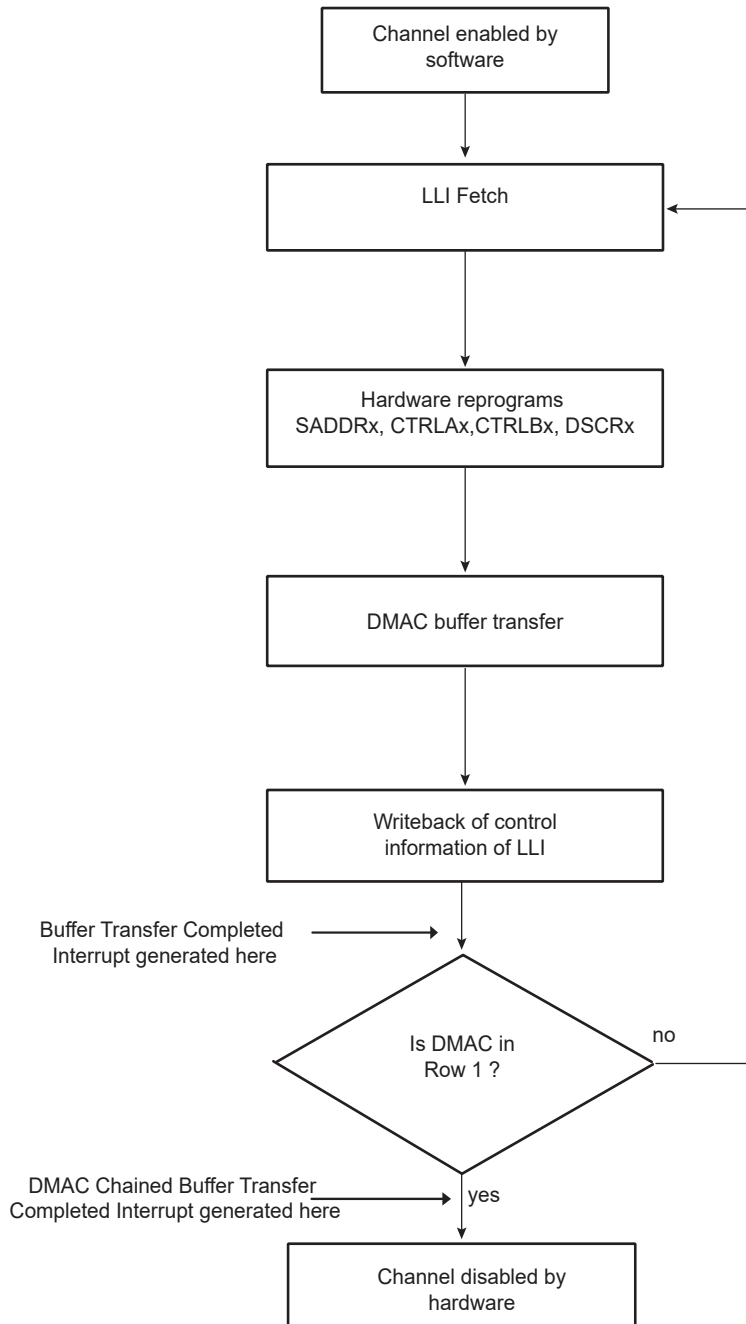 Channel enabled by
software
LLI Fetch
Hardware reprograms
SADDRx, CTRLAx,CTRLBx, DSCRx
DMAC buffer transfer
Writeback of control
information of LLI
Buffer Transfer Completed
Interrupt generated here
Is DMAC in
Row 1 ?
no
DMAC Chained Buffer Transfer
Completed Interrupt generated here
yes
Channel disabled by
hardware